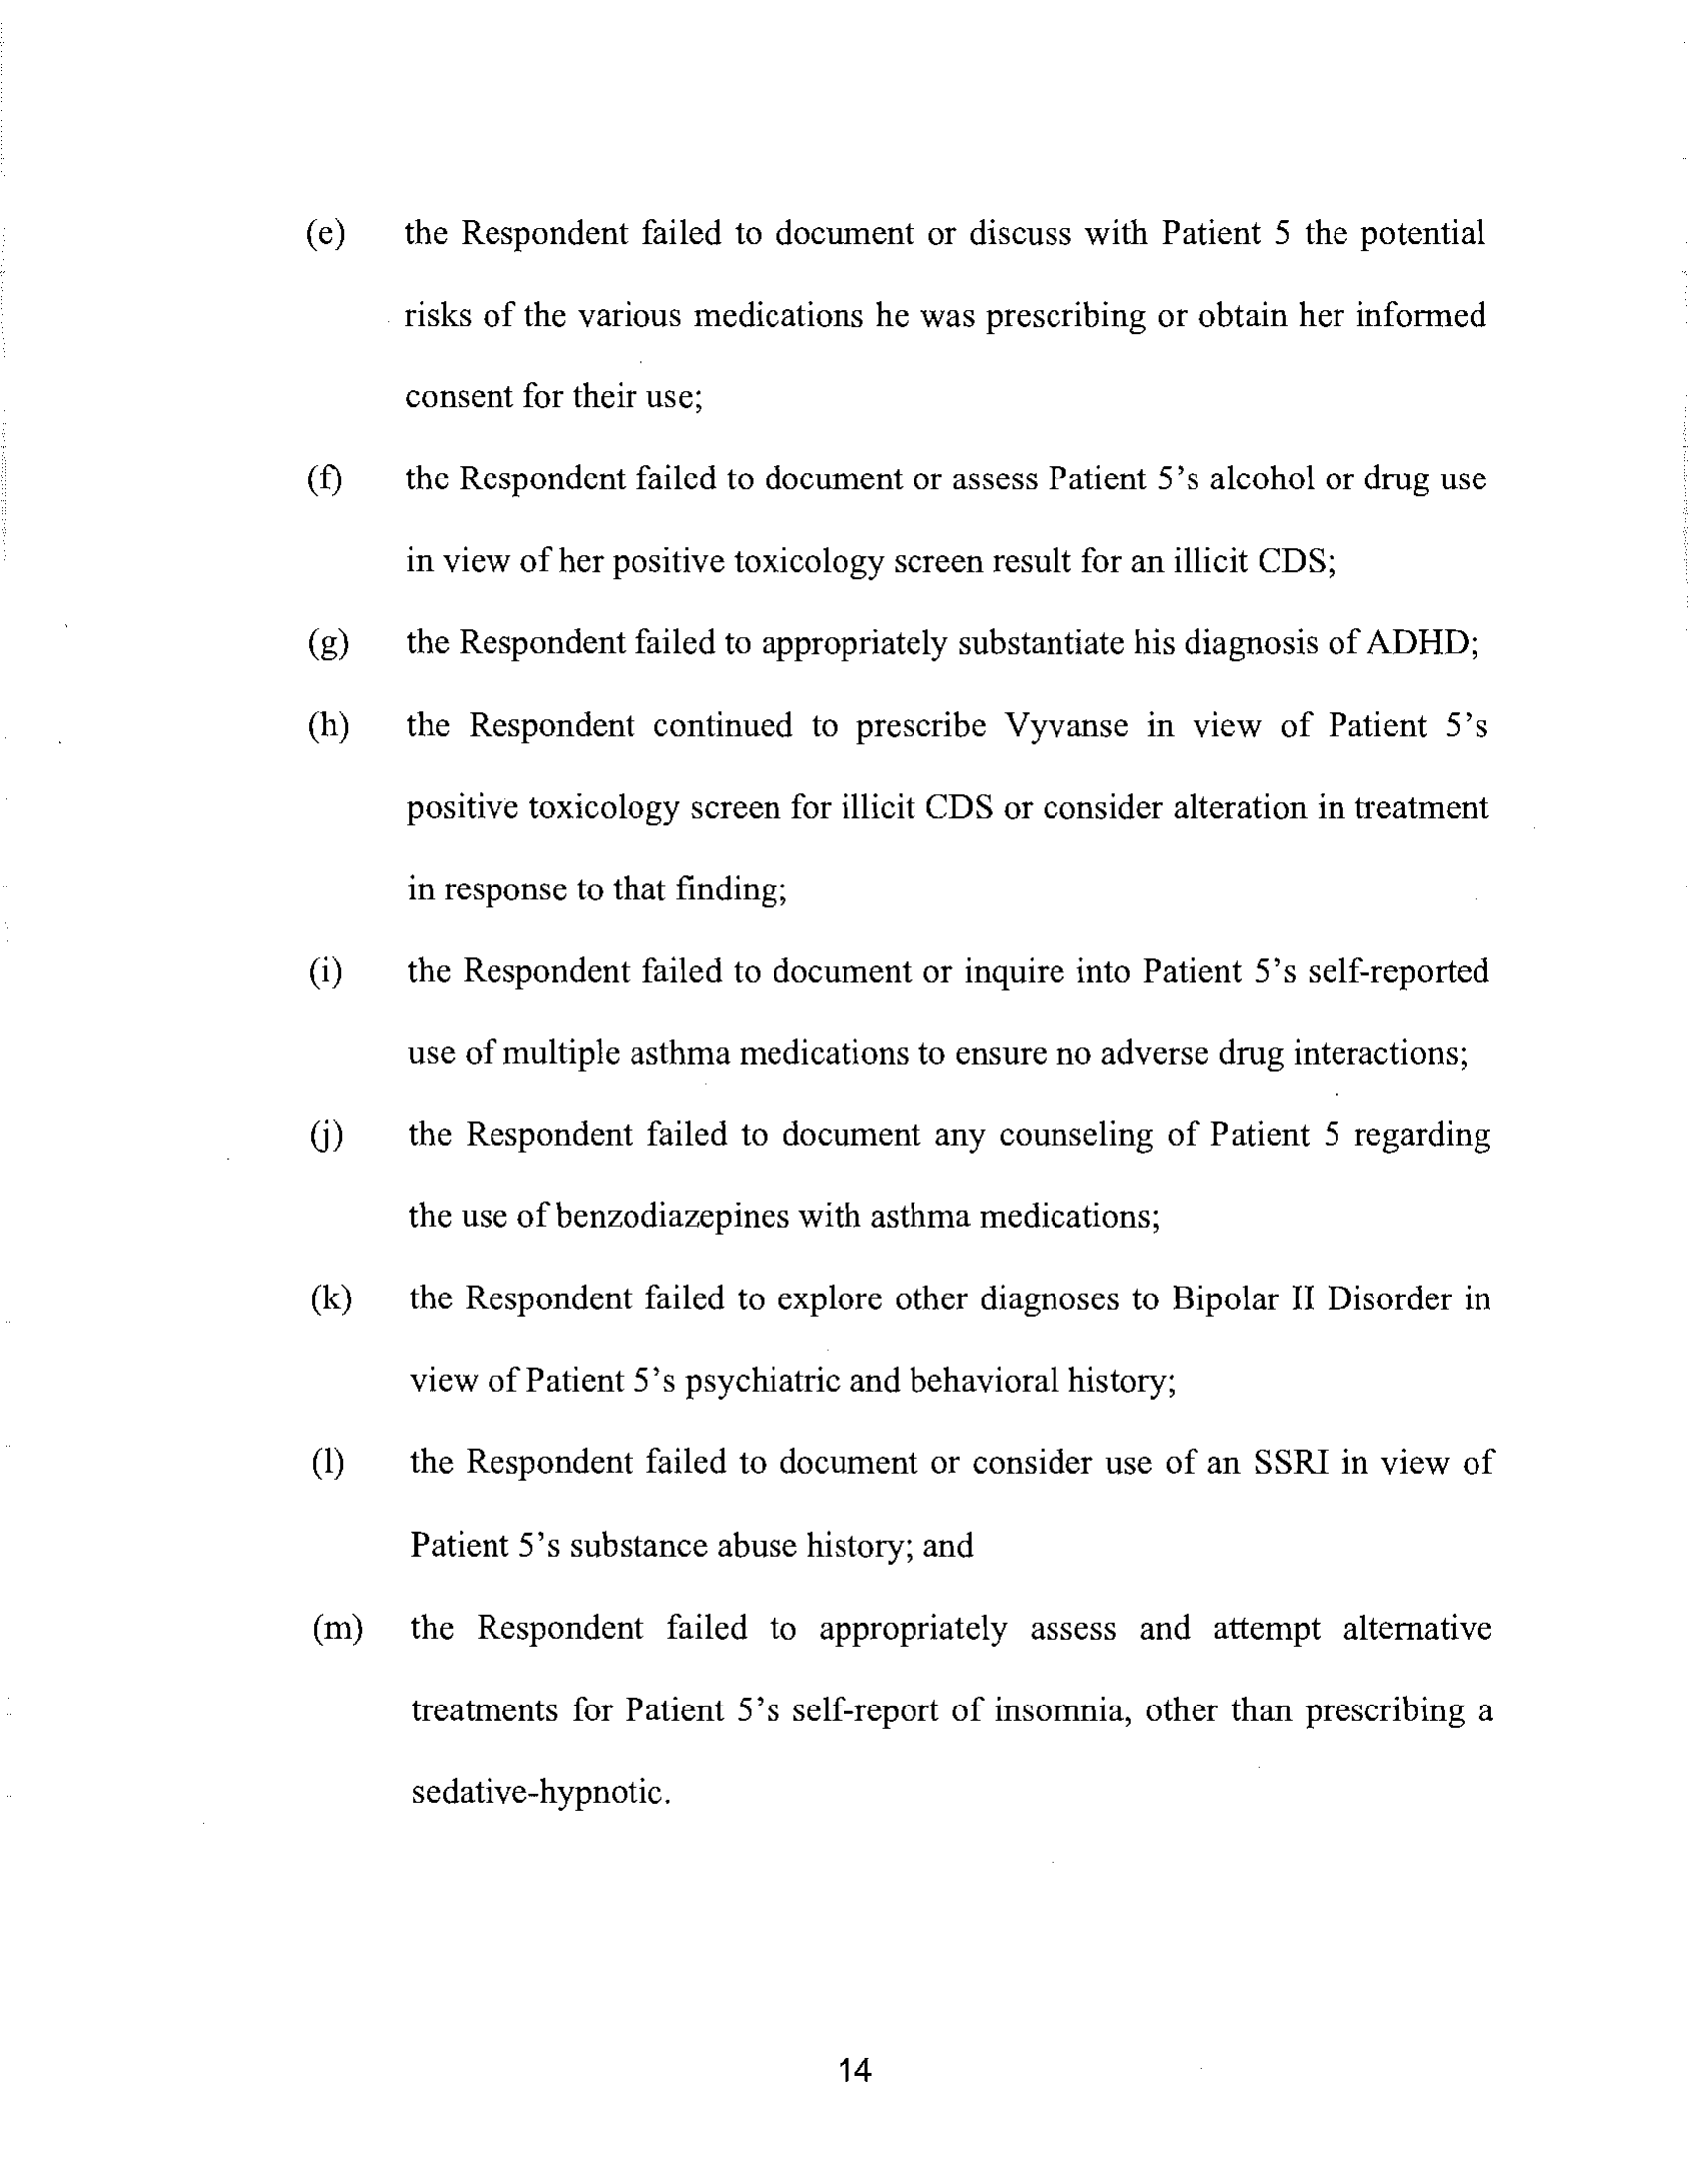 (e) the Respondent failed to document or discuss with Patient 5 the potential
risks of the various medications he was prescribing or obtain her informed
consent for their use;
(f) the Respondent failed to document or assess Patient 5's alcohol or drug use
in view of her positive toxicology screen result for an illicit CDS;
(g) the Respondent failed to appropriately substantiate his diagnosis of ADHD;
(h) the Respondent continued to prescribe Vyvanse in view of Patient 5's
positive toxicology screen for illicit CDS or consider alteration in treatment
in response to that finding;
(i) the Respondent failed to document or inquire into Patient 5's self-reported
use of multiple asthma medications to ensure no adverse drug interactions;
(j) the Respondent failed to document any counseling of Patient 5 regarding
the use of benzodiazepines with asthma medications;
(k) the Respondent failed to explore other diagnoses to Bipolar II Disorder in
view of Patient 5's psychiatric and behavioral history;
(l) the Respondent failed to document or consider use of an SSRI in view of
Patient 5's substance abuse history; and
(m) the Respondent failed to appropriately assess and attempt alternative
treatments for Patient 5's self-report of insomnia, other than prescribing a
sedative-hypnotic.
14